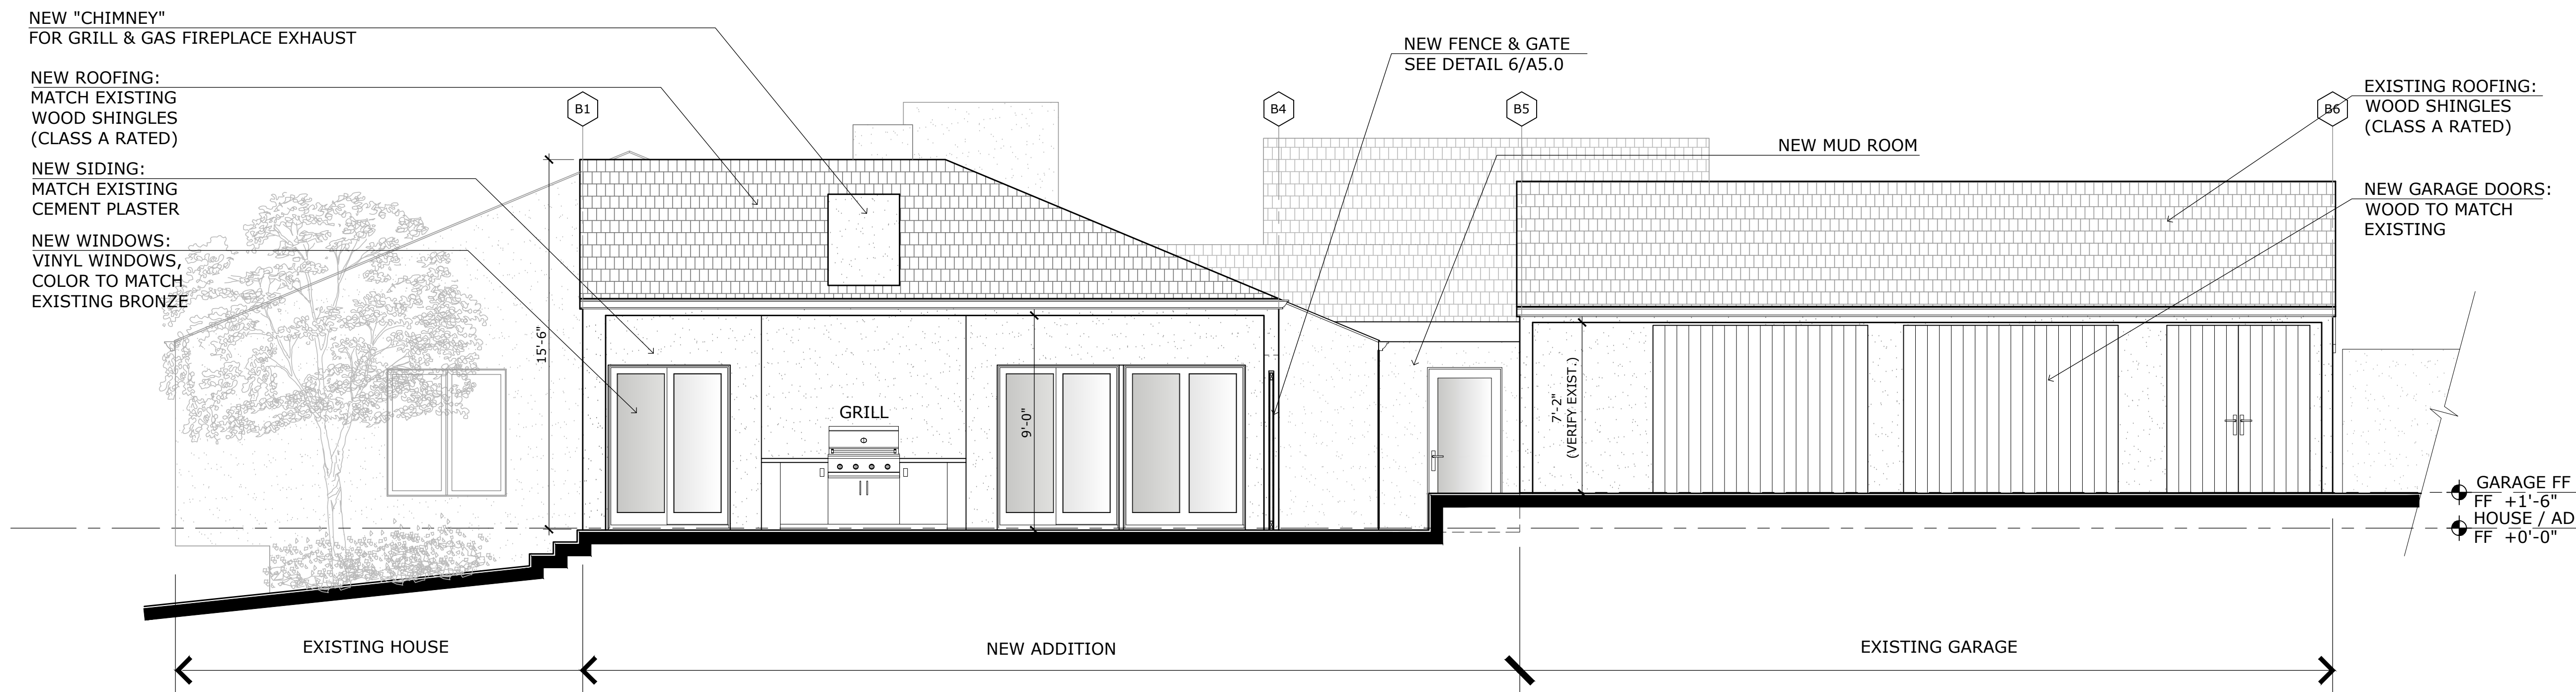 NEW "CHIMNEY"
FOR GRILL & GAS FIREPLACE EXHAUST
NEW ROOFING:
MATCH EXISTING
WOOD SHINGLES
(CLASS A RATED)
NEW SIDING:
MATCH EXISTING
CEMENT PLASTER
NEW WINDOWS:
VINYL WINDOWS,
COLOR TO MATCH
EXISTING BRONZE
B1
15'-6"
GRILL
9'-0"
B4
NEW FENCE & GATE
SEE DETAIL 6/A5.0
B5
NEW MUD ROOM
7'-2"
(VERIFY EXIST.)
B6
EXISTING ROOFING:
WOOD SHINGLES
(CLASS A RATED)
NEW GARAGE DOORS:
WOOD TO MATCH
EXISTING
GARAGE FF
FF +1'-6"
HOUSE / AD
FF +0'-0"
EXISTING HOUSE
NEW ADDITION
EXISTING GARAGE